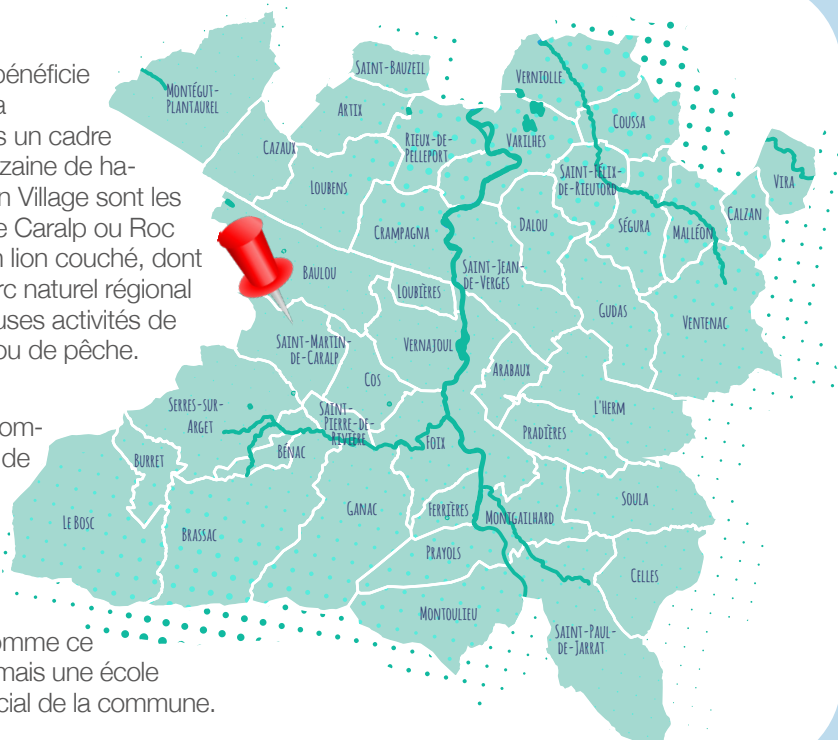 bénéficie
a
s un cadre
zaine de ha-
n Village sont les
e Caralp ou Roc
n lion couché, dont
rc naturel régional
uses activités de
ou de pêche.
om-
de
omme ce
mais une école
cial de la commune.
Montégut-
Plantaurel
Saint-Bauzeil
Verniolle
Artix
Coussa
Cazaux
Rieux-de-
Pelleport
Varilhes
Saint-Félix-
de-Rieutord
Vira
Loubens
Calzan
Crampagna
Dalou
Ségura
Malléon
Baulou
Loubières
Saint-Jean-
de-Verges
Gudas
Ventenac
Saint-Martin-
de-Caralp
Vernajoul
Arabaux
Cos
L'Herm
Serres-sur-
Arget
Saint-
Pierre-de-
Rivière
Foix
Pradières
Burret
Bénac
Le Bosc
Brassac
Ganac
Ferrières
Montgailhard
Soula
Prayols
Celles
Montoulieu
Saint-Paul-
de-Jarrat